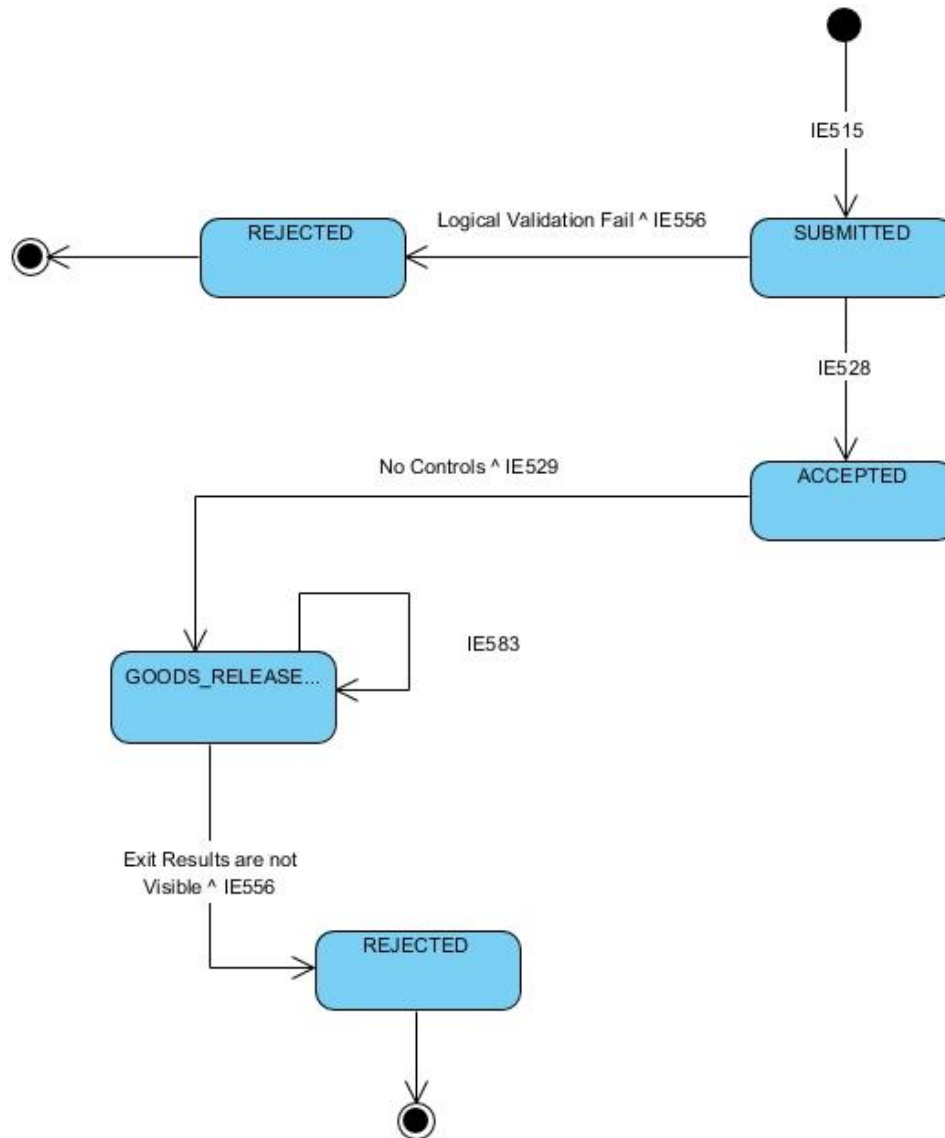 IE515
Logical Validation Fail ^ IE556
REJECTED
SUBMITTED
IE528
No Controls ^ IE529
ACCEPTED
IE583
GOODS_RELEASE...
Exit Results are not
Visible ^ IE556
REJECTED